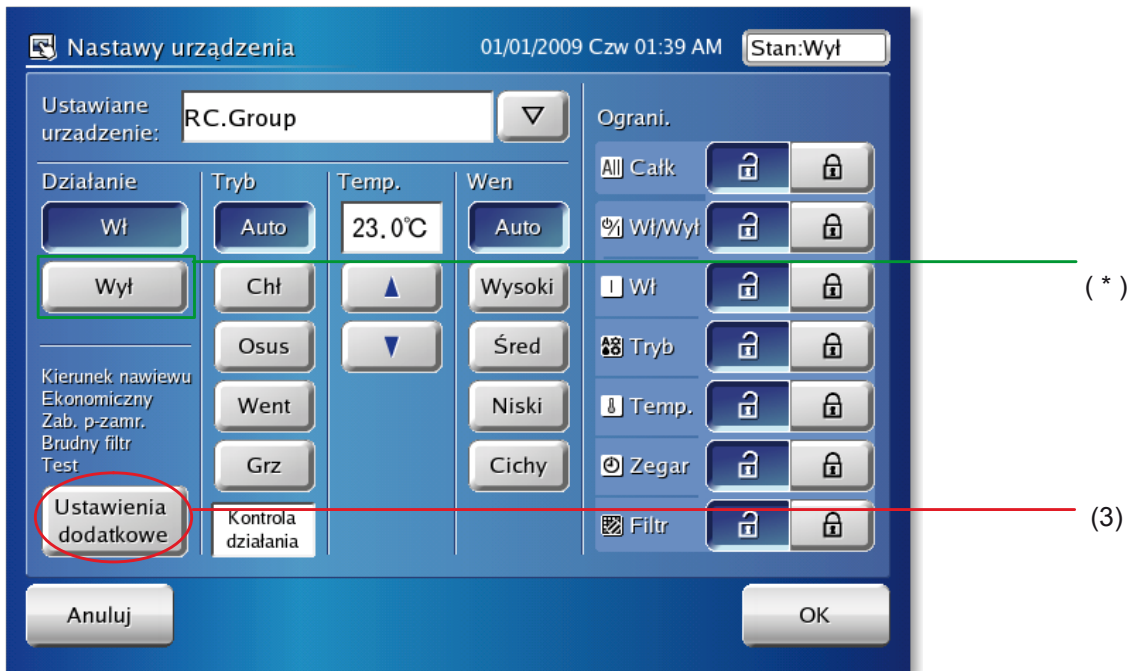 Nastawy urządzenia
01/01/2009 Czw 01:39 AM
Stan:Wył
Ustawiane
urządzenie:
RC.Group
Działanie
Wł
Wył
Kierunek nawiewu
Ekonomiczny
Zab. p-zamr.
Brudny filtr
Test
Ustawienia
dodatkowe
Tryb
Auto
Chł
Osus
Went
Grz
Kontrola
działania
Temp.
23.0°C
Wen
Auto
Wysoki
Śred
Niski
Cichy
Ograni.
All Całk
Wł/Wył
Wł
Tryb
Temp.
Zegar
Filtr
Anuluj
OK
( * )
(3)